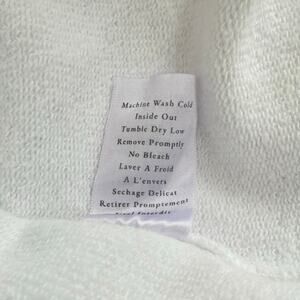 Machine Wash Cold
Inside Out
Tumble Dry Low
Remove Promptly
No Bleach
Laver A Froid
A L'envers
Sechage Delicat
Retirer Promptement